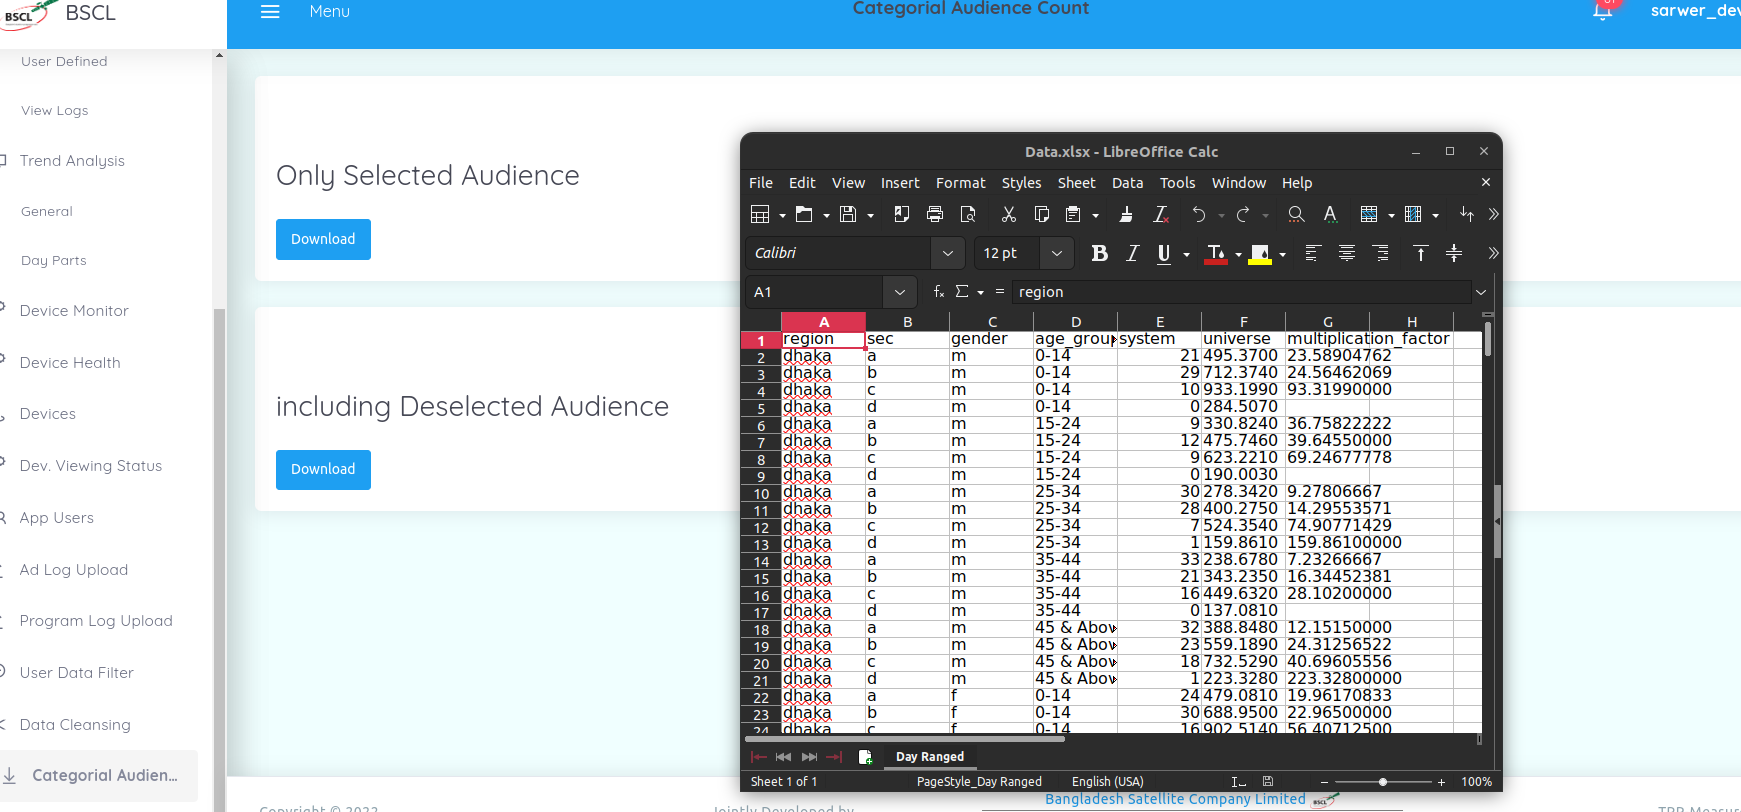 BSCL
BSCL
Menu
Categorial Audience Count
sarwer_dev
User Defined
View Logs
Trend Analysis
General
Day Parts
Device Monitor
Device Health
Devices
Dev. Viewing Status
App Users
Ad Log Upload
Program Log Upload
User Data Filter
Data Cleansing
Categorial Audien...
Only Selected Audience
Download
including Deselected Audience
Download
Data.xlsx - LibreOffice Calc
File Edit View Insert Format Styles Sheet Data Tools Window Help
Calibri 12 pt
A1 region
A B C D E F G H
1 region sec gender age_group system universe multiplication_factor
2 dhaka a m 0-14 21 495.3700 23.58904762
3 dhaka b m 0-14 29 712.3740 24.56462069
4 dhaka c m 0-14 10 933.1990 93.31990000
5 dhaka d m 0-14 0 284.5070
6 dhaka a m 15-24 9 330.8240 36.75822222
7 dhaka b m 15-24 12 475.7460 39.64550000
8 dhaka c m 15-24 9 623.2210 69.24677778
9 dhaka d m 15-24 0 190.0030
10 dhaka a m 25-34 30 278.3420 9.27806667
11 dhaka b m 25-34 28 400.2750 14.29553571
12 dhaka c m 25-34 7 524.3540 74.90771429
13 dhaka d m 25-34 1 159.8610 159.86100000
14 dhaka a m 35-44 33 238.6780 7.23266667
15 dhaka b m 35-44 21 343.2350 16.34452381
16 dhaka c m 35-44 16 449.6320 28.10200000
17 dhaka d m 35-44 0 137.0810
18 dhaka a m 45 & Abov 32 388.8480 12.15150000
19 dhaka b m 45 & Abov 23 559.1890 24.31256522
20 dhaka c m 45 & Abov 18 732.5290 40.69605556
21 dhaka d m 45 & Abov 1 223.3280 223.32800000
22 dhaka a f 0-14 24 479.0810 19.96170833
23 dhaka b f 0-14 30 688.9500 22.96500000
24 dhaka c f 0-14 16 902.5140 56.40712500
Day Ranged
Sheet 1 of 1 PageStyle_Day Ranged English (USA) 100%
Copyright © 2022
Jointly Developed by
Bangladesh Satellite Company Limited BSCL